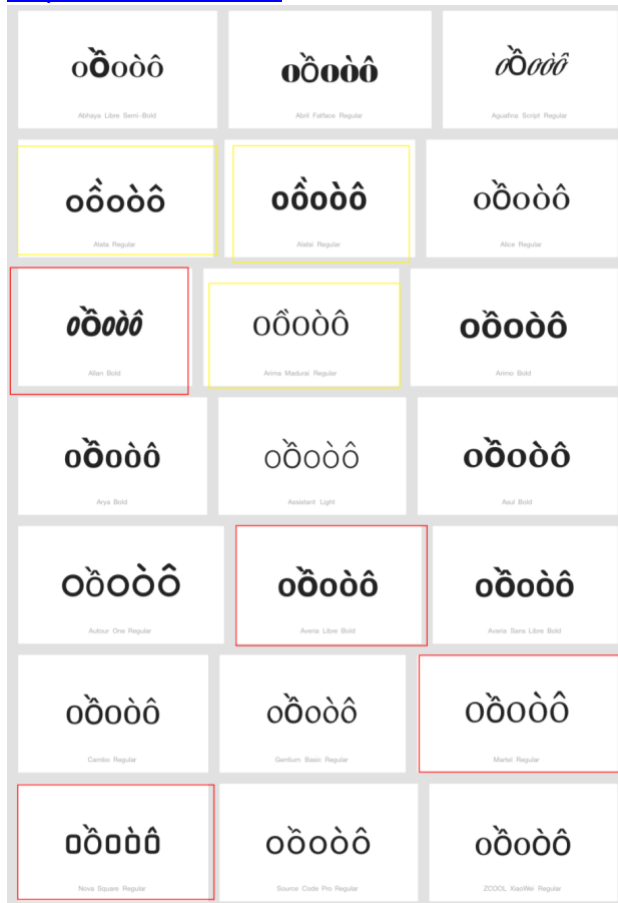 oồoòô
Abhaya Libre Semi-Bold
oồoòô
Abril Fatface Regular
oồoòô
Aguafina Script Regular
oồoòô
Alata Regular
oồoòô
Alatsi Regular
oồoòô
Alice Regular
oồoòô
Allan Bold
oồoòô
Arima Madurai Regular
oồoòô
Arimo Bold
oồoòô
Arya Bold
oồoòô
Assistant Light
oồoòô
Asul Bold
oồoòô
Autour One Regular
oồoòô
Averia Libre Bold
oồoòô
Averia Sans Libre Bold
oồoòô
Cambo Regular
oồoòô
Gentium Basic Regular
oồoòô
Martel Regular
oồoòô
Nova Square Regular
oồoòô
Source Code Pro Regular
oồoòô
ZCOOL XiaoWei Regular